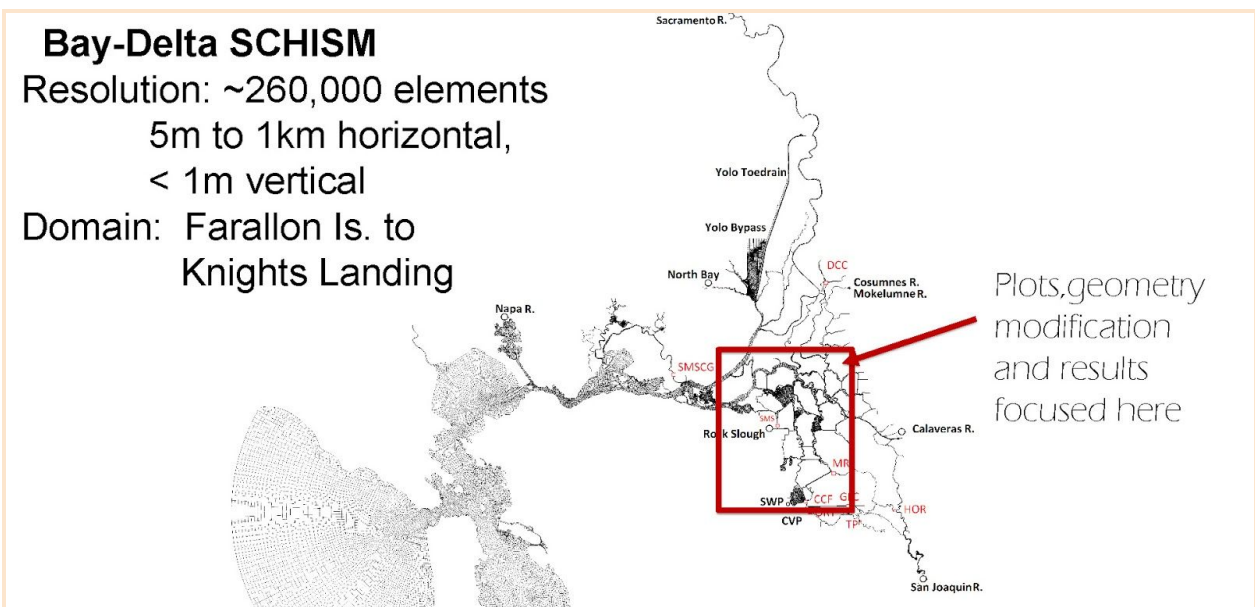 Bay-Delta SCHISM
Resolution: ~260,000 elements
5m to 1km horizontal,
< 1m vertical
Domain: Farallon Is. to
Knights Landing
Sacramento R.
Yolo Toedrain
Yolo Bypass
North Bay
DCC
Cosumnes R.
Mokelumne R.
Napa R.
SMSCG
Plots,geometry
modification
and results
focused here
SMS
Rock Slough
Calaveras R.
MR
SWP
CCF
CVP
TP
HOR
San Joaquin R.